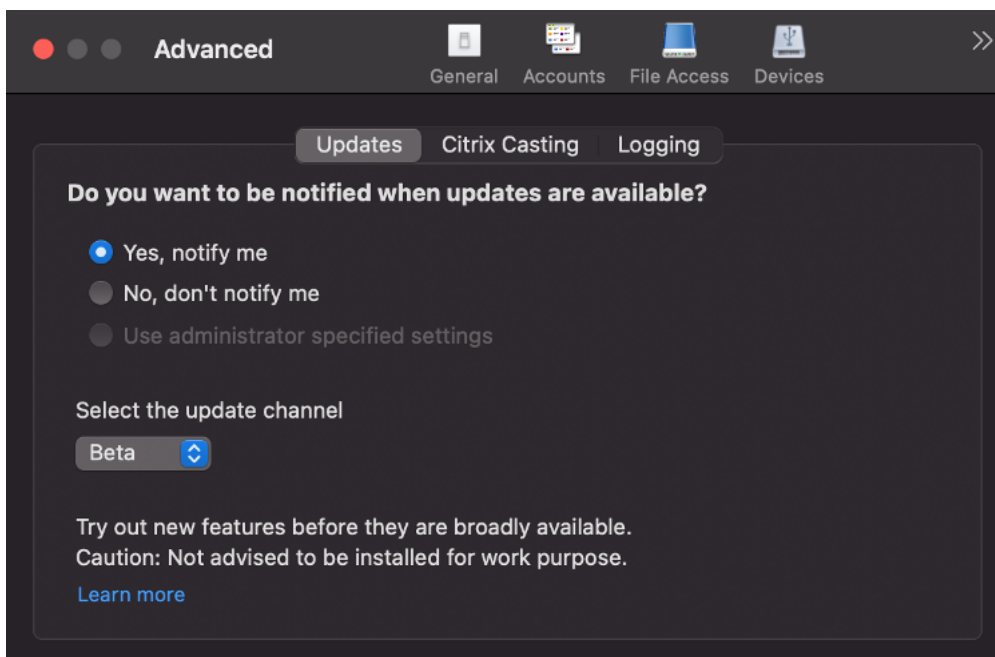 Advanced
General Accounts File Access Devices
Updates Citrix Casting Logging
Do you want to be notified when updates are available?
Yes, notify me
No, don't notify me
Use administrator specified settings
Select the update channel
Beta
Try out new features before they are broadly available.
Caution: Not advised to be installed for work purpose.
Learn more